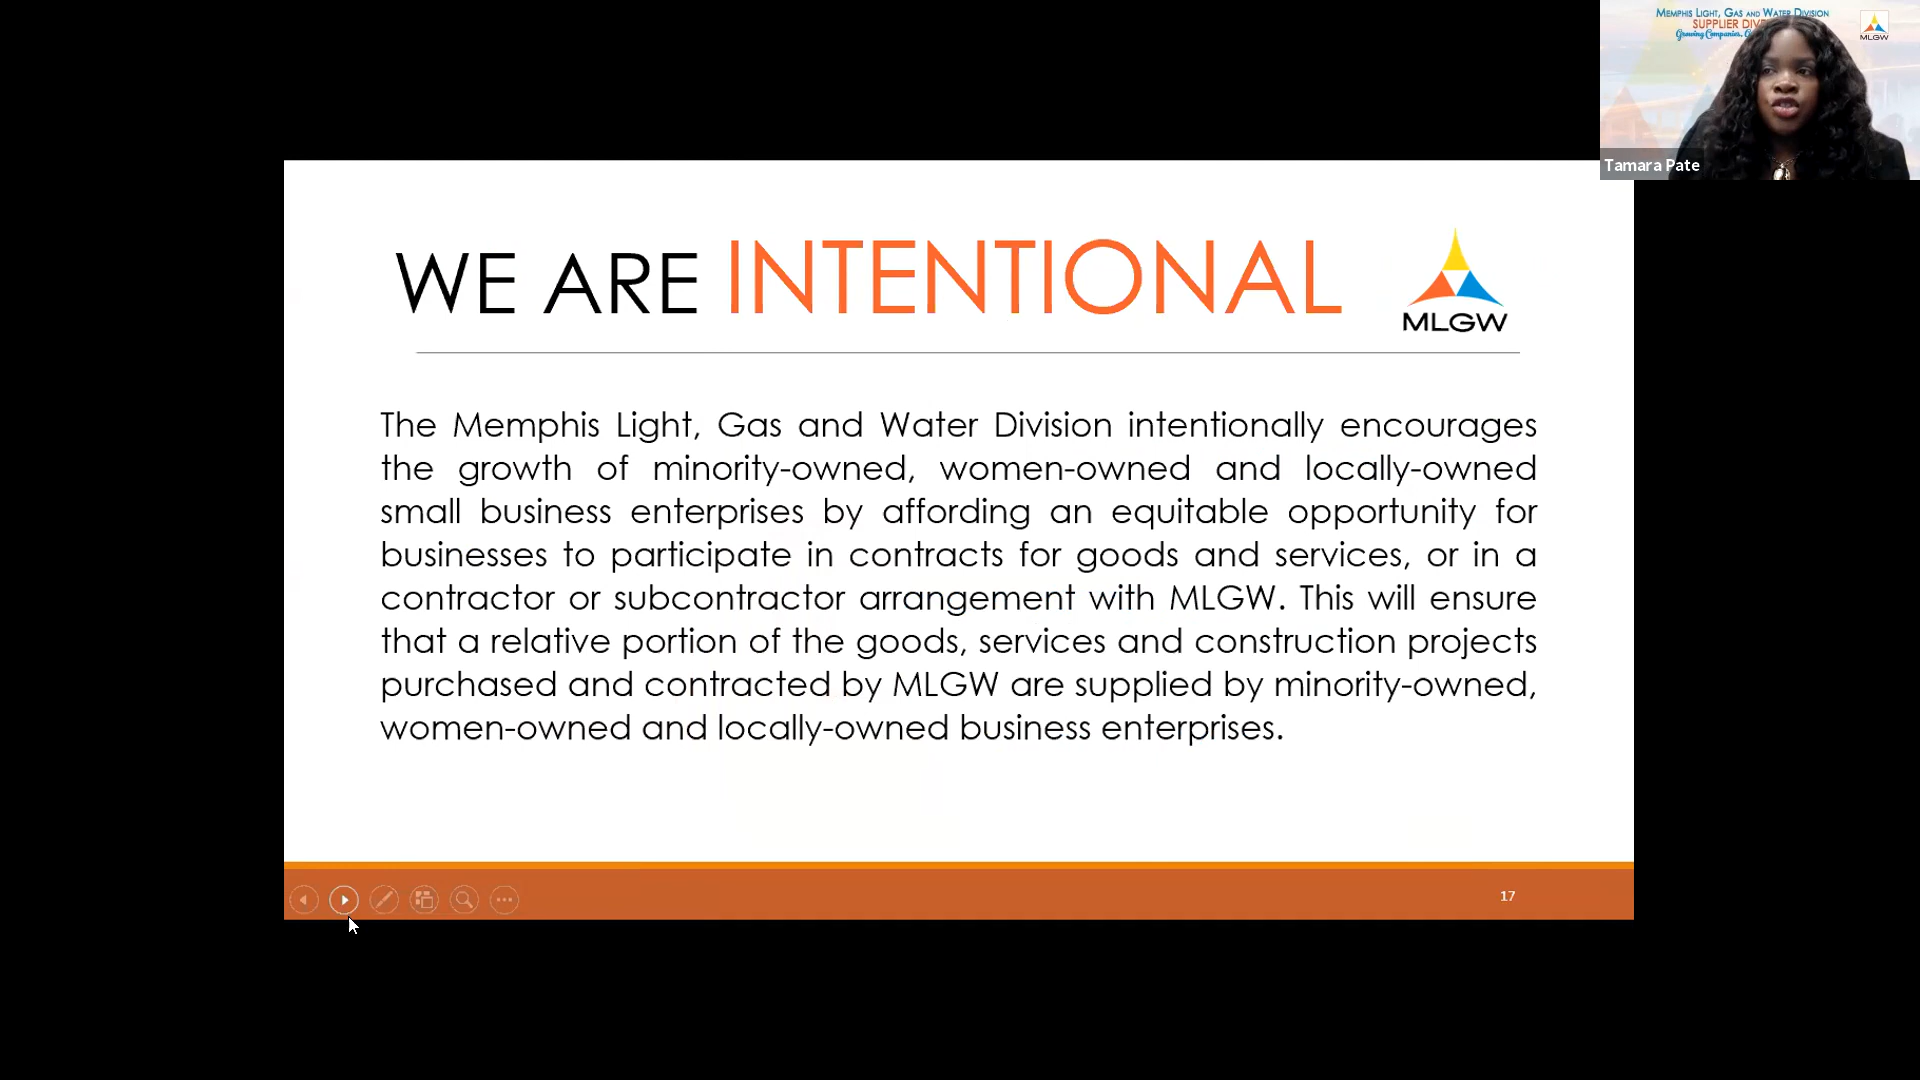 MEMPHIS LIGHT, GAS AND WATER DIVISION
SUPPLIER DIV
Growing Companies.
MLGW
Tamara Pate
WE ARE INTENTIONAL
MLGW
The Memphis Light, Gas and Water Division intentionally encourages
the growth of minority-owned, women-owned and locally-owned
small business enterprises by affording an equitable opportunity for
businesses to participate in contracts for goods and services, or in a
contractor or subcontractor arrangement with MLGW. This will ensure
that a relative portion of the goods, services and construction projects
purchased and contracted by MLGW are supplied by minority-owned,
women-owned and locally-owned business enterprises.
17